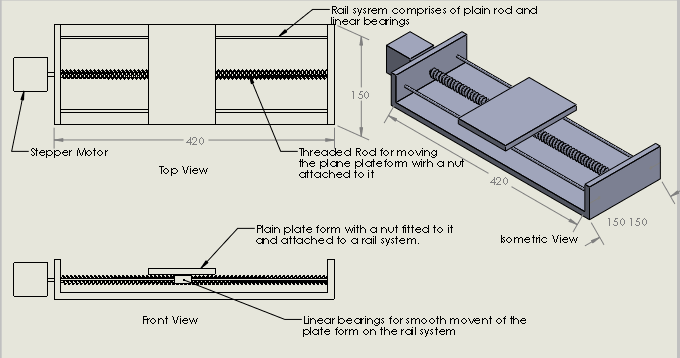 Rail sysrem comprises of plain rod and
linear bearings
150
420
Stepper Motor
Threaded Rod for moving
the plane plateform wirh a nut
attached to it
Top View
420
150 150
Isometric View
Plain plate form with a nut fitted to it
and attached to a rail system.
Front View
Linear bearings for smooth movent of the
plate form on the rail system